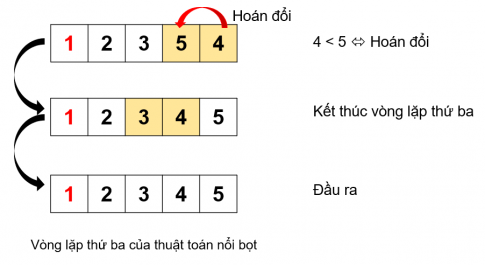 Hoán đổi
1 2 3 5 4
4 < 5 ⇔ Hoán đổi
1 2 3 4 5
Kết thúc vòng lặp thứ ba
1 2 3 4 5
Đầu ra
Vòng lặp thứ ba của thuật toán nổi bọt